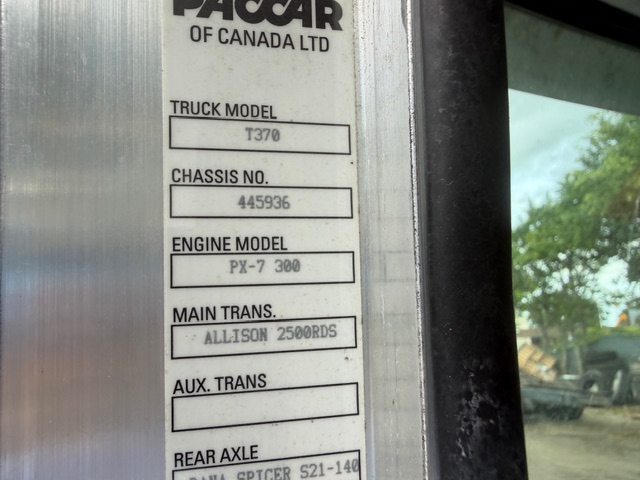 PACCAR
OF CANADA LTD
TRUCK MODEL
T370
CHASSIS NO.
445936
ENGINE MODEL
PX-7 300
MAIN TRANS.
ALLISON 2500RDS
AUX. TRANS
REAR AXLE
DANA SPICER S21-140